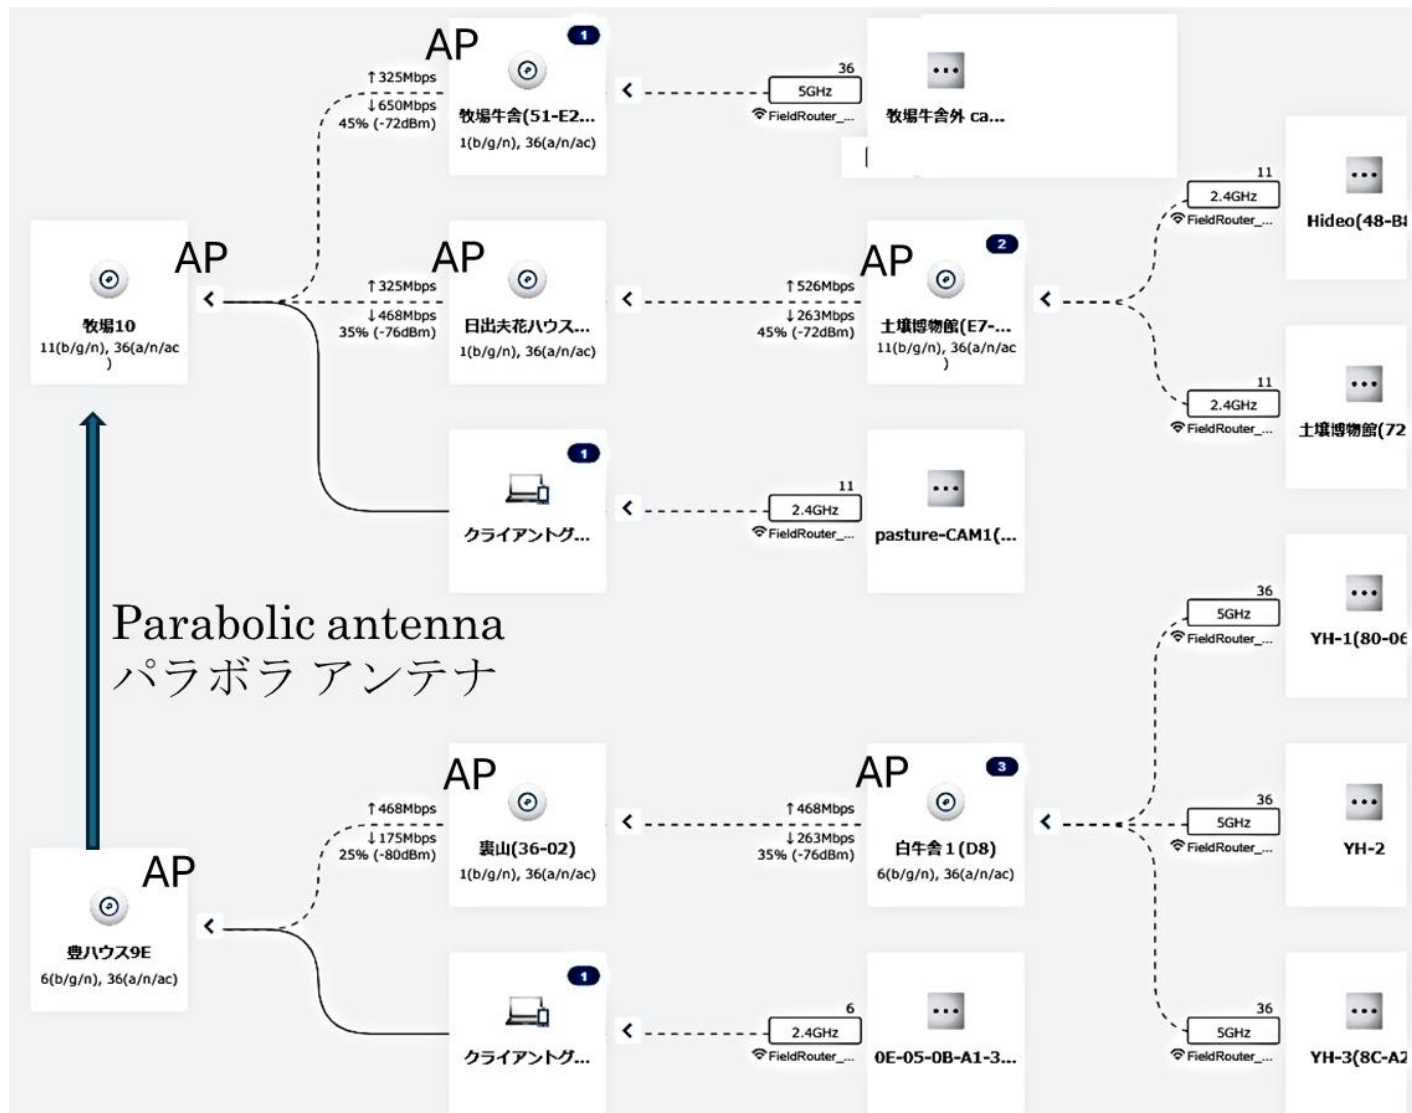 AP
1
↑325Mbps
↓650Mbps
45% (-72dBm)
牧場牛舎(51-E2...
1(b/g/n), 36(a/n/ac)
36
5GHz
FieldRouter_...
牧場牛舎外 ca...
11
2.4GHz
FieldRouter_...
Hideo(48-B
AP
牧場10
11(b/g/n), 36(a/n/ac
)
AP
↑325Mbps
↓468Mbps
35% (-76dBm)
日出夫花ハウス...
1(b/g/n), 36(a/n/ac)
AP
2
↑526Mbps
↓263Mbps
45% (-72dBm)
土壌博物館(E7-...
11(b/g/n), 36(a/n/ac
)
11
2.4GHz
FieldRouter_...
土壌博物館(72
1
クライアントグ...
11
2.4GHz
FieldRouter_...
pasture-CAM1(...
Parabolic antenna
パラボラ アンテナ
36
5GHz
FieldRouter_...
YH-1(80-06
AP
↑468Mbps
↓175Mbps
25% (-80dBm)
裏山(36-02)
1(b/g/n), 36(a/n/ac)
AP
3
↑468Mbps
↓263Mbps
35% (-76dBm)
白牛舎1(D8)
6(b/g/n), 36(a/n/ac)
36
5GHz
FieldRouter_...
YH-2
AP
豊ハウス9E
6(b/g/n), 36(a/n/ac)
1
クライアントグ...
6
2.4GHz
FieldRouter_...
0E-05-0B-A1-3...
36
5GHz
FieldRouter_...
YH-3(8C-A2